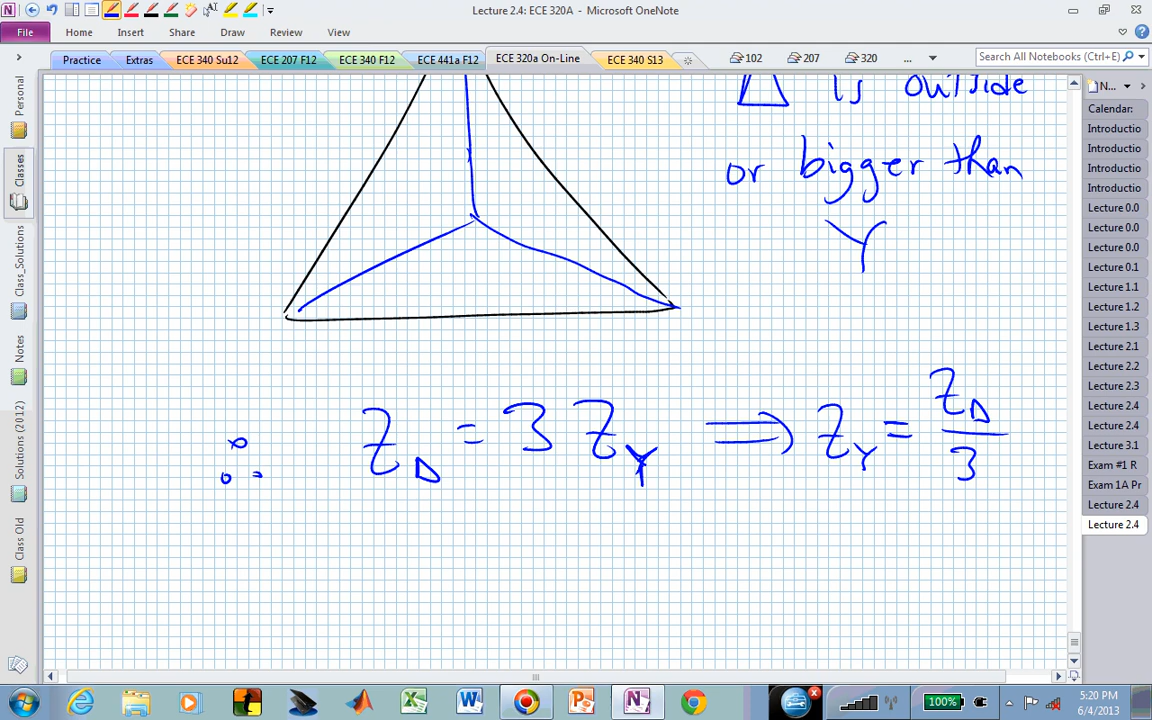 Lecture 2.4: ECE 320A - Microsoft OneNote
File Home Insert Share Draw Review View
Practice Extras ECE 340 Su12 ECE 207 F12 ECE 340 F12 ECE 441a F12 ECE 320a On-Line ECE 340 S13 102 207 320 ... Search All Notebooks (Ctrl+E)
N...
Personal
Classes
Class_Solutions
Notes
Solutions (2012)
Class Old
Δ is outside
or bigger than
Y
∴ Z_Δ = 3 Z_Y ⟹ Z_Y = Z_Δ / 3
Calendar:
Introductio
Introductio
Introductio
Introductio
Lecture 0.0
Lecture 0.0
Lecture 0.0
Lecture 0.1
Lecture 1.1
Lecture 1.2
Lecture 1.3
Lecture 2.1
Lecture 2.2
Lecture 2.3
Lecture 2.4
Lecture 2.4
Lecture 3.1
Exam #1 R
Exam 1A Pr
Lecture 2.4
Lecture 2.4
100%
5:20 PM
6/4/2013